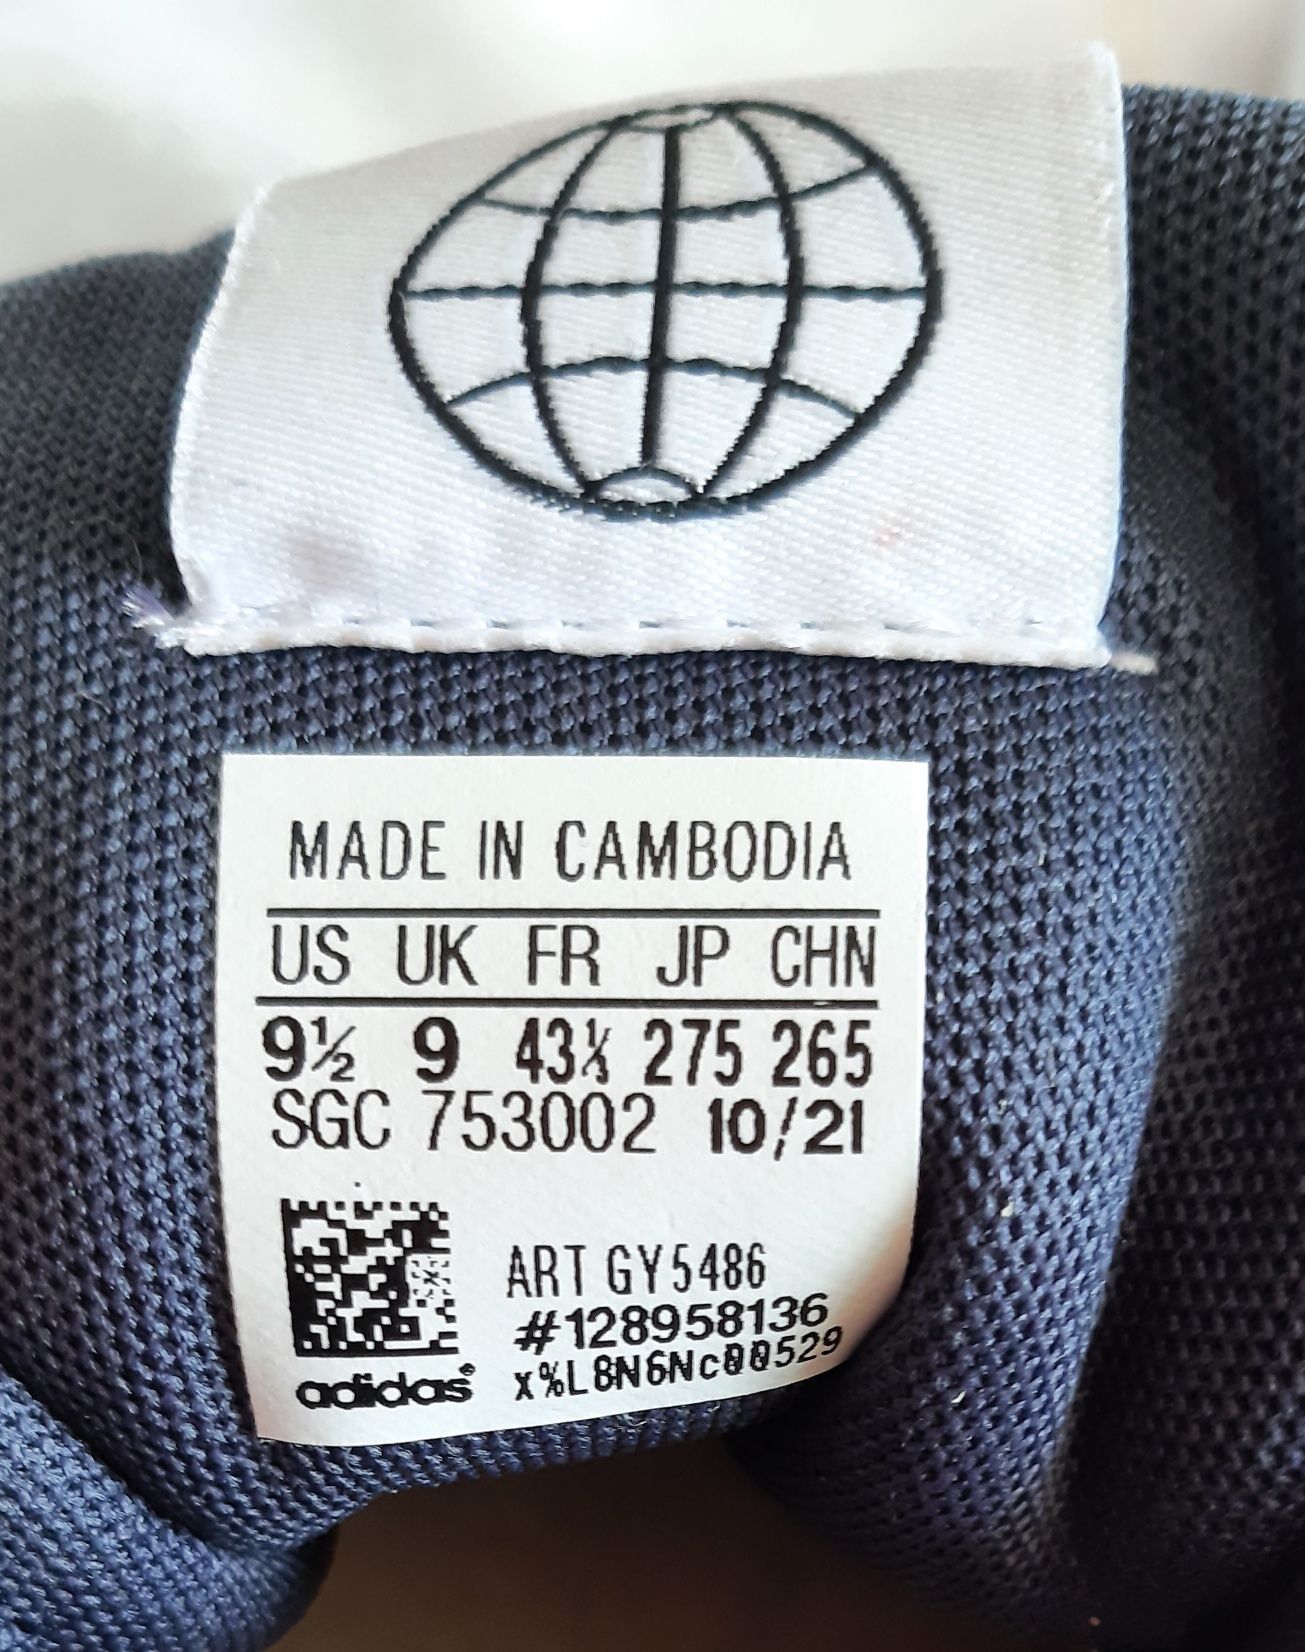 MADE IN CAMBODIA
US UK FR JP CHN
9½ 9 43⅓ 275 265
SGC 753002 10/21
ART GY5486
#128958136
x%L8N6Nc00529
adidas®